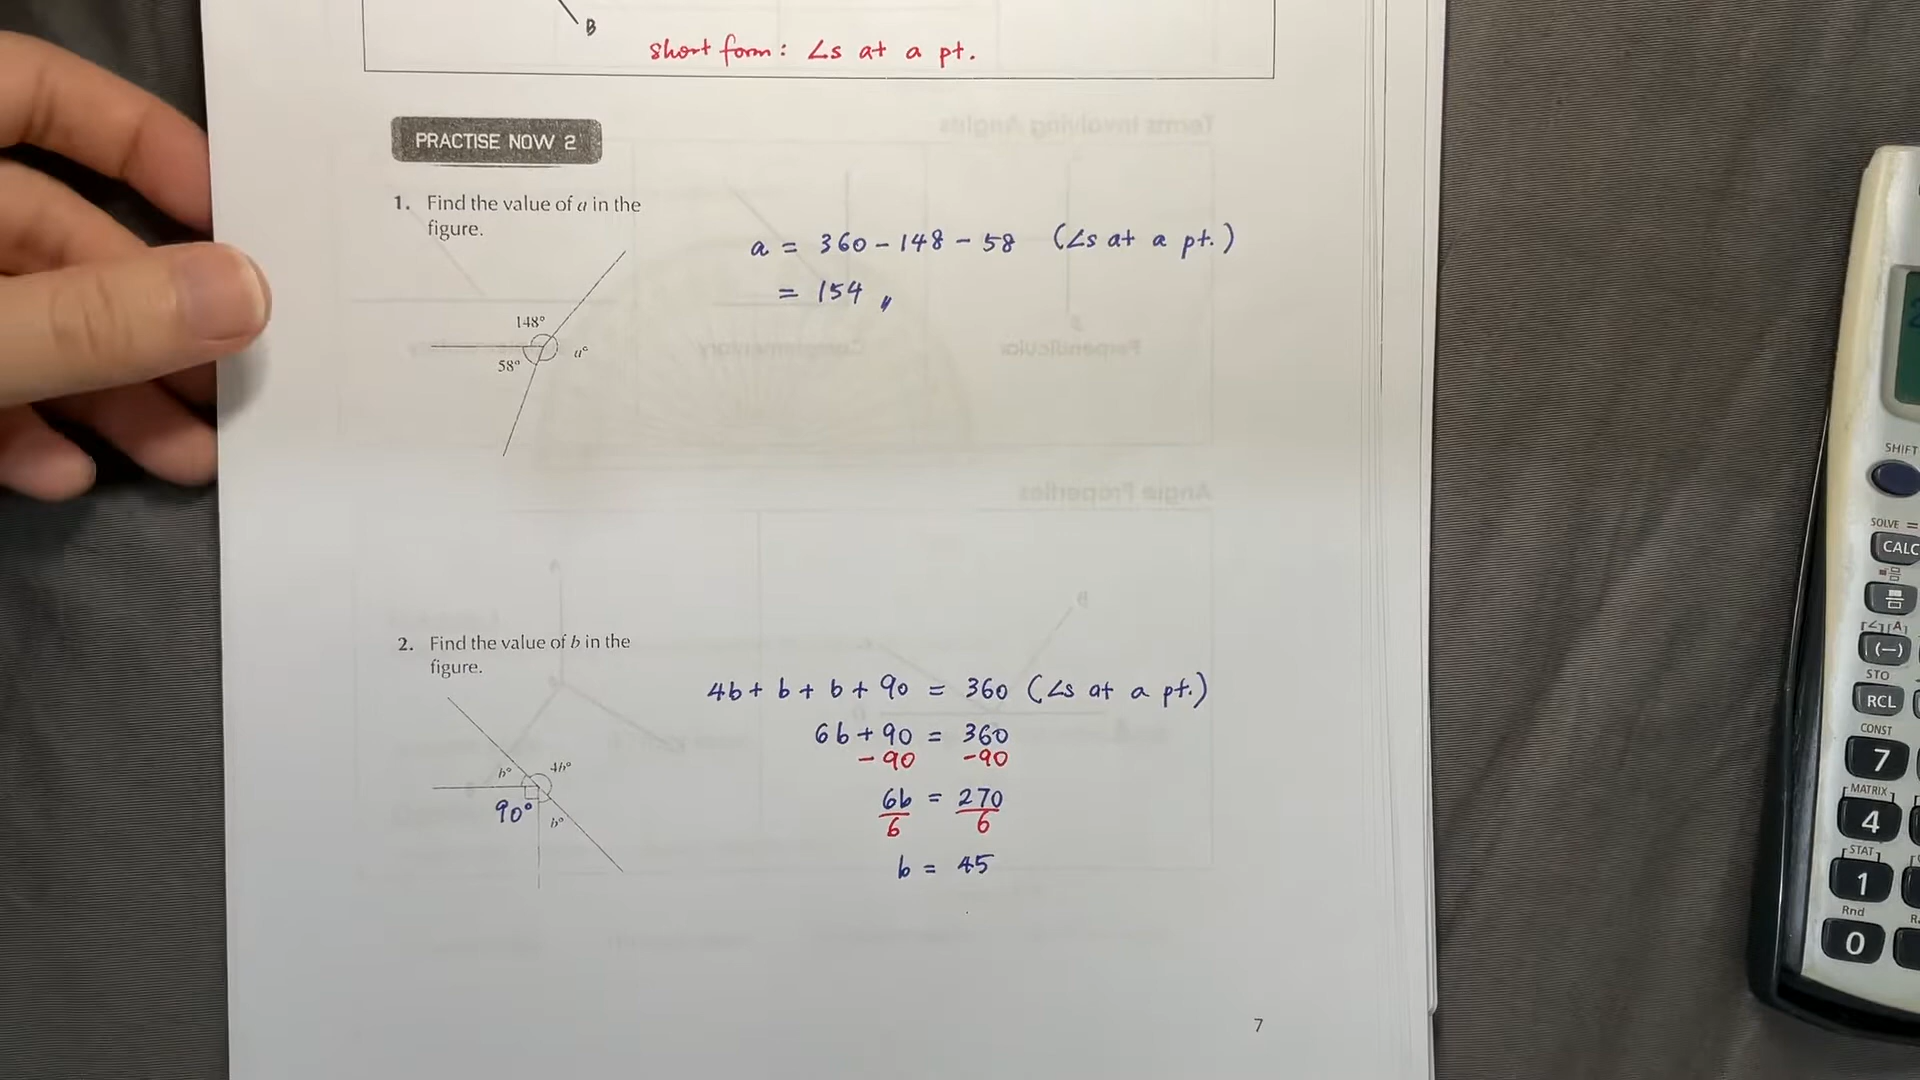 B
short form: ∠s at a pt.
PRACTISE NOW 2
1. Find the value of a in the
figure.
148°
58°
a°
a = 360 - 148 - 58 (∠s at a pt.)
= 154 〃
2. Find the value of b in the
figure.
b°
4b°
90°
b°
4b + b + b + 90 = 360 (∠s at a pt.)
6b + 90 = 360
- 90 -90
6b = 270
6 6
b = 45
7
SHIFT
SOLVE =
CALC
(A)
(−)
STO
RCL
CONST
7
MATRIX
4
STAT
1
Rnd
0